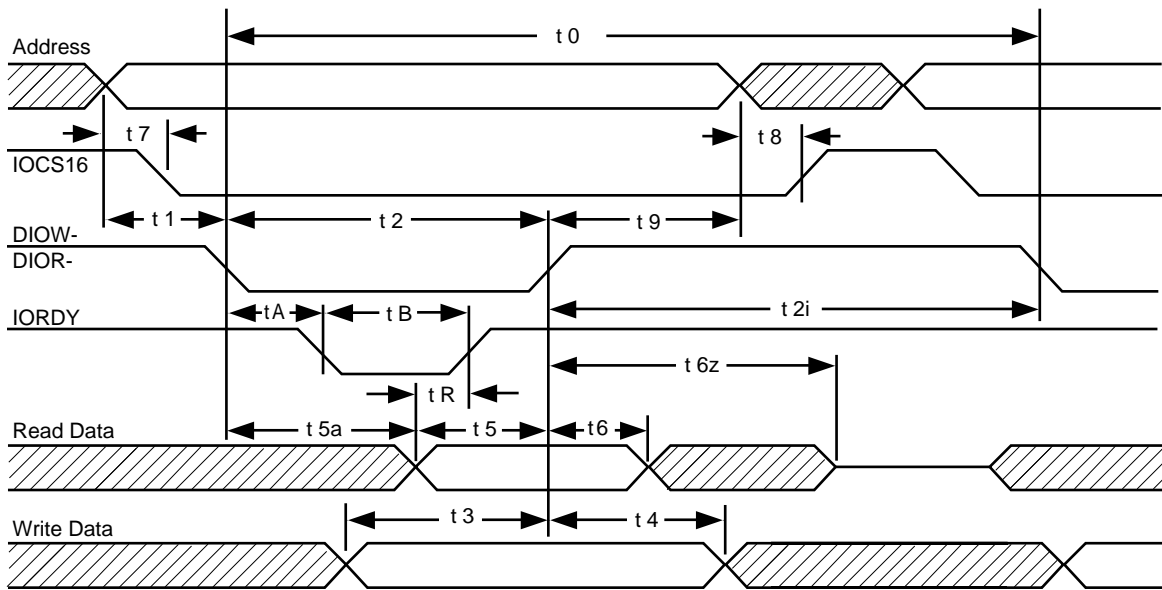 t 0
Address
t 7
t 8
IOCS16
t 1
t 2
t 9
DIOW-
DIOR-
tA
t B
t 2i
IORDY
t 6z
t R
t 5a
t 5
t6
Read Data
t 3
t 4
Write Data